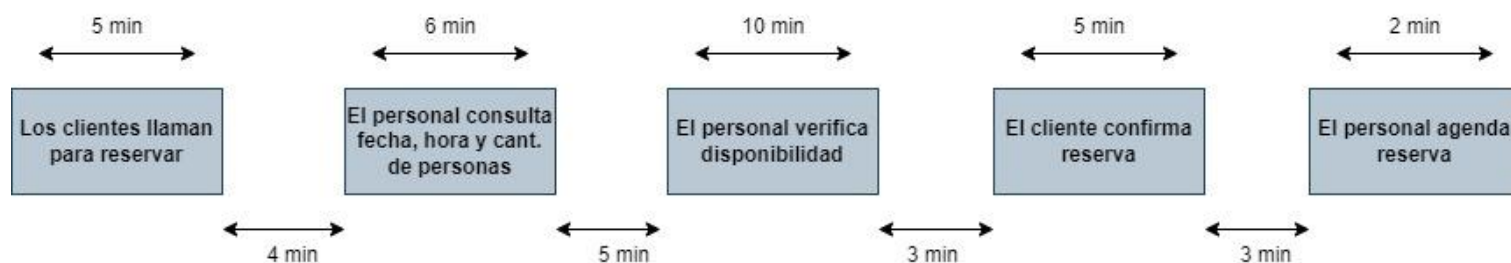 5 min
6 min
10 min
5 min
2 min
Los clientes llaman
para reservar
El personal consulta
fecha, hora y cant.
de personas
El personal verifica
disponibilidad
El cliente confirma
reserva
El personal agenda
reserva
4 min
5 min
3 min
3 min